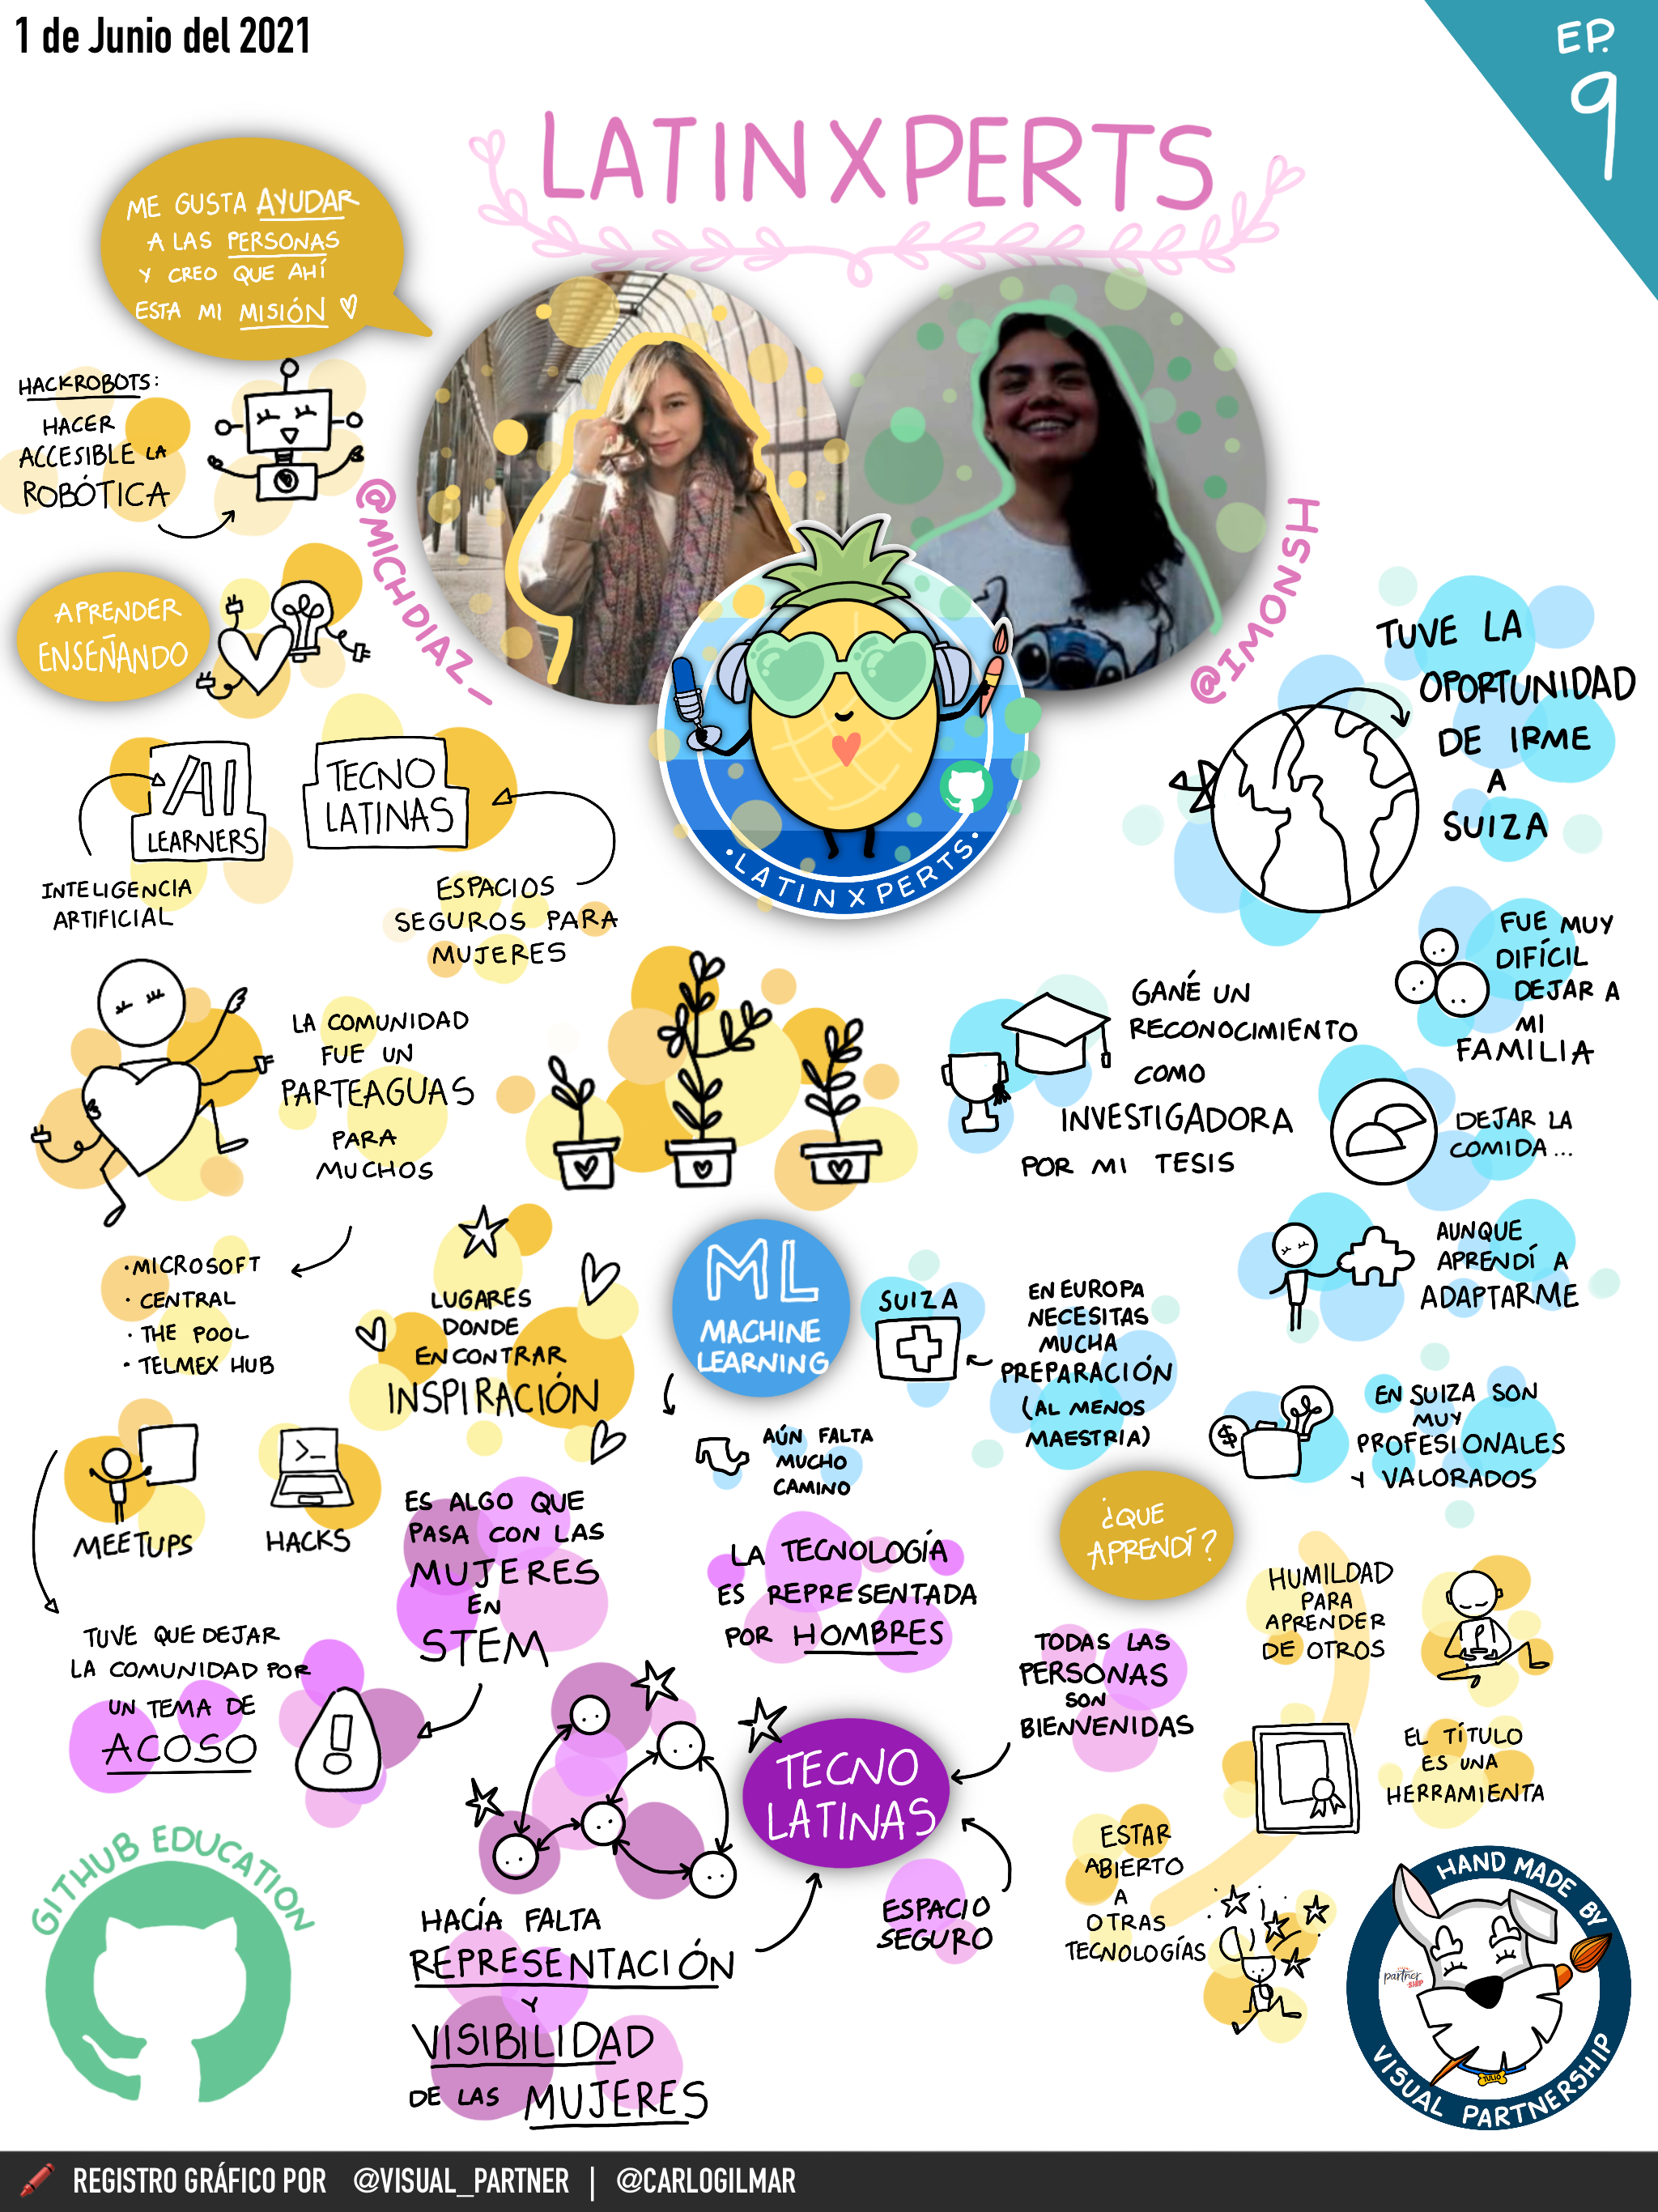 1 de Junio del 2021
EP.
9
LATINXPERTS
ME GUSTA AYUDAR
A LAS PERSONAS
Y CREO QUE AHÍ
ESTA MI MISIÓN
HACKROBOTS:
HACER
ACCESIBLE LA
ROBÓTICA
@MICHDIAZ_
@IMONSH
APRENDER
ENSEÑANDO
AI
LEARNERS
TECNO
LATINAS
INTELIGENCIA
ARTIFICIAL
ESPACIOS
SEGUROS PARA
MUJERES
• LATINXPERTS •
TUVE LA
OPORTUNIDAD
DE IRME
A
SUIZA
FUE MUY
DIFÍCIL
DEJAR A
MI
FAMILIA
LA COMUNIDAD
FUE UN
PARTEAGUAS
PARA
MUCHOS
GANÉ UN
RECONOCIMIENTO
COMO
INVESTIGADORA
POR MI TESIS
DEJAR LA
COMIDA...
AUNQUE
APRENDÍ A
ADAPTARME
• MICROSOFT
• CENTRAL
• THE POOL
• TELMEX HUB
LUGARES
DONDE
ENCONTRAR
INSPIRACIÓN
ML
MACHINE
LEARNING
SUIZA
EN EUROPA
NECESITAS
MUCHA
PREPARACIÓN
(AL MENOS
MAESTRIA)
AÚN FALTA
MUCHO
CAMINO
$
EN SUIZA SON
MUY
PROFESIONALES
Y VALORADOS
MEETUPS
>_
HACKS
ES ALGO QUE
PASA CON LAS
MUJERES
EN
STEM
LA TECNOLOGÍA
ES REPRESENTADA
POR HOMBRES
¿QUE
APRENDÍ?
HUMILDAD
PARA
APRENDER
DE OTROS
TUVE QUE DEJAR
LA COMUNIDAD POR
UN TEMA DE
ACOSO
!
TODAS LAS
PERSONAS
SON
BIENVENIDAS
TECNO
LATINAS
EL TÍTULO
ES UNA
HERRAMIENTA
ESTAR
ABIERTO
A
OTRAS
TECNOLOGÍAS
ESPACIO
SEGURO
HACÍA FALTA
REPRESENTACIÓN
Y
VISIBILIDAD
DE LAS MUJERES
GITHUB EDUCATION
HAND MADE BY
partner
SHIP
TULIO
VISUAL PARTNERSHIP
REGISTRO GRÁFICO POR @VISUAL_PARTNER | @CARLOGILMAR